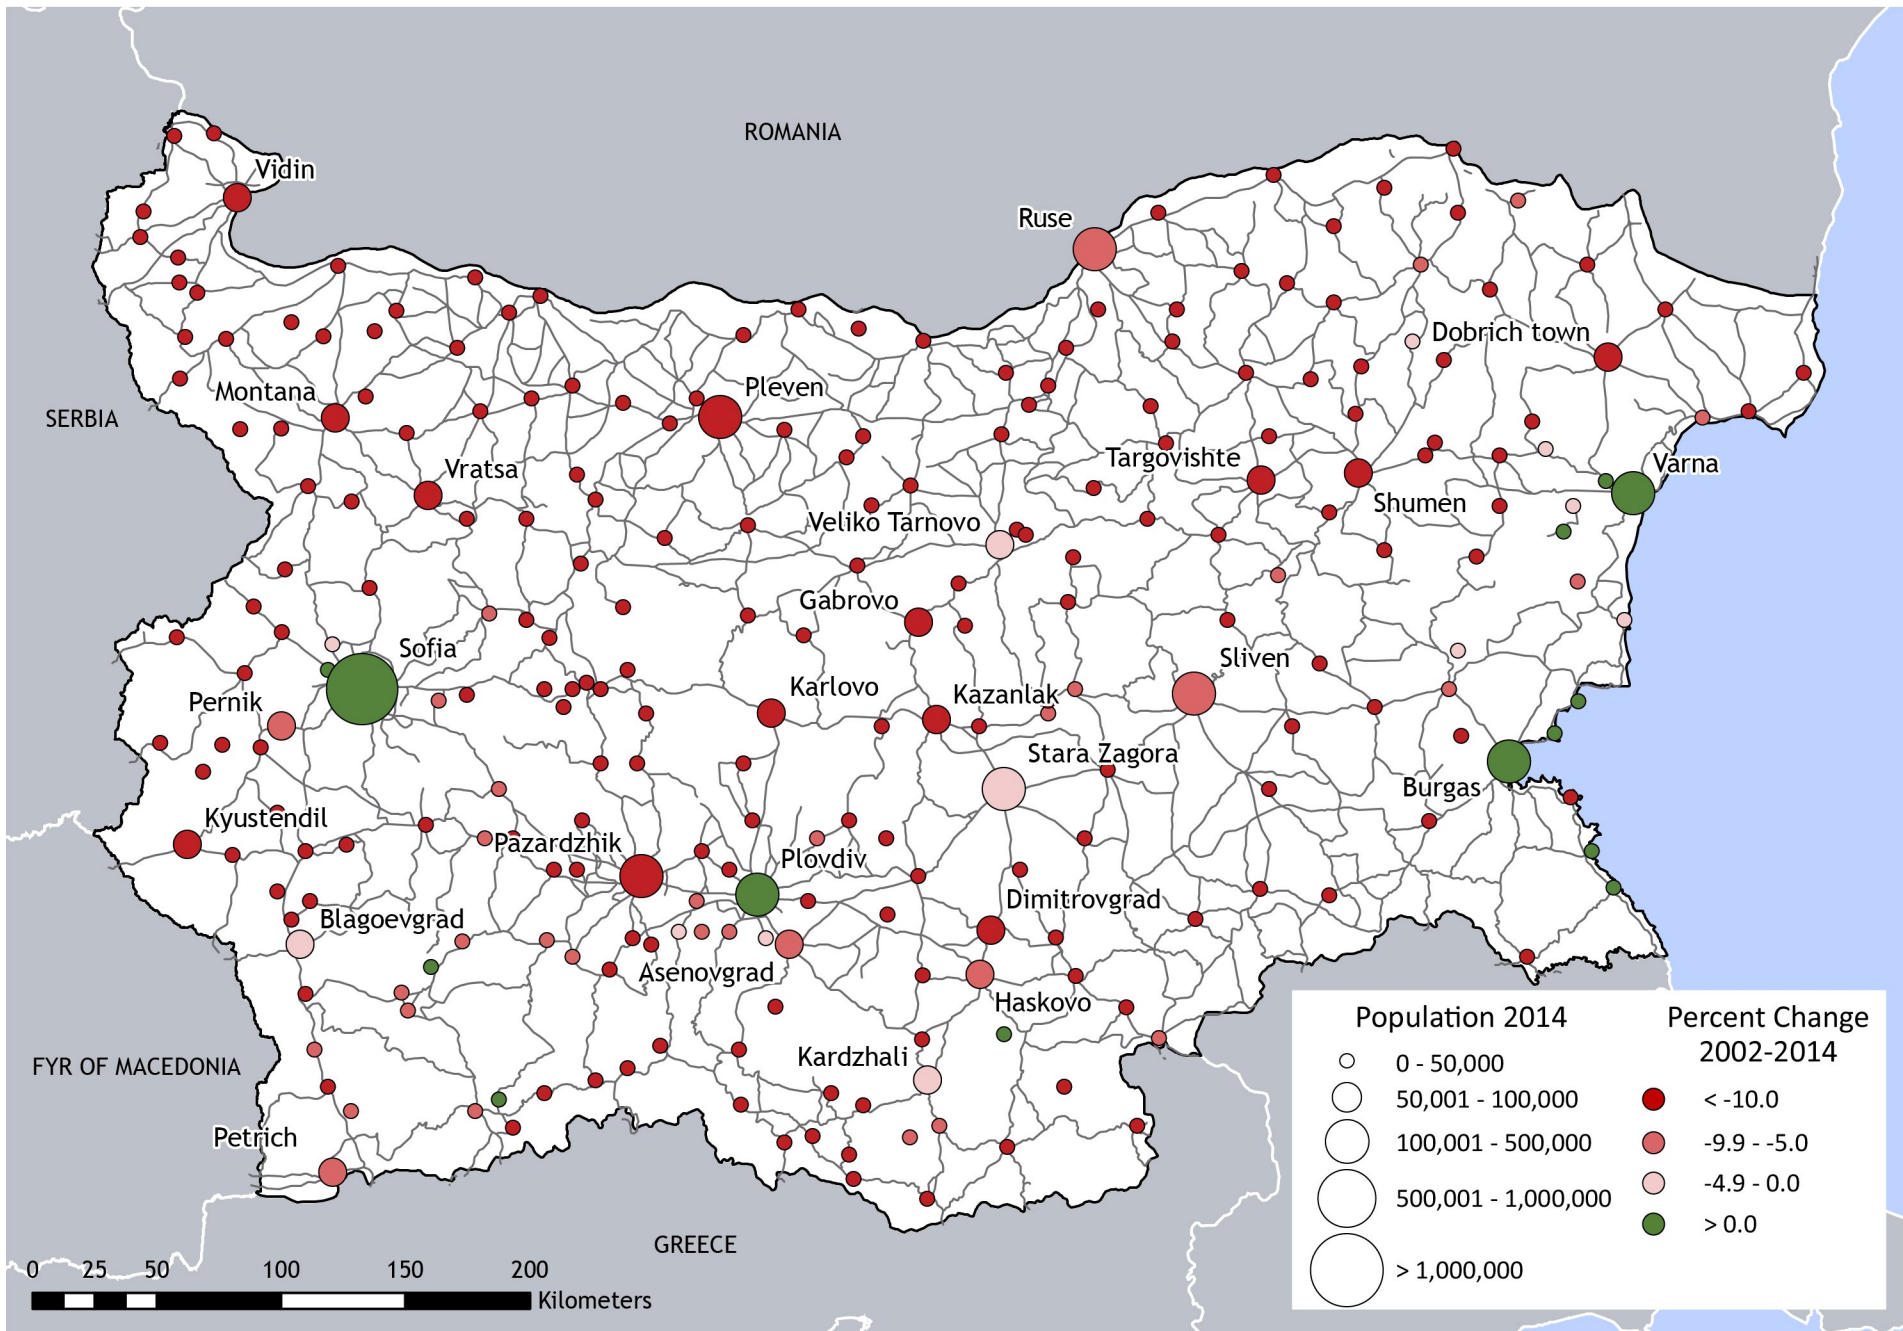 ROMANIA
Vidin
Ruse
Dobrich town
Montana
Pleven
SERBIA
Vratsa
Targovishte
Varna
Shumen
Veliko Tarnovo
Gabrovo
Sofia
Sliven
Karlovo
Kazanlak
Pernik
Stara Zagora
Burgas
Kyustendil
Pazardzhik
Plovdiv
Dimitrovgrad
Blagoevgrad
Asenovgrad
Haskovo
Kardzhali
FYR OF MACEDONIA
Petrich
GREECE
0 25 50 100 150 200
Kilometers
Population 2014
0 - 50,000
50,001 - 100,000
100,001 - 500,000
500,001 - 1,000,000
> 1,000,000
Percent Change
2002-2014
< -10.0
-9.9 - -5.0
-4.9 - 0.0
> 0.0